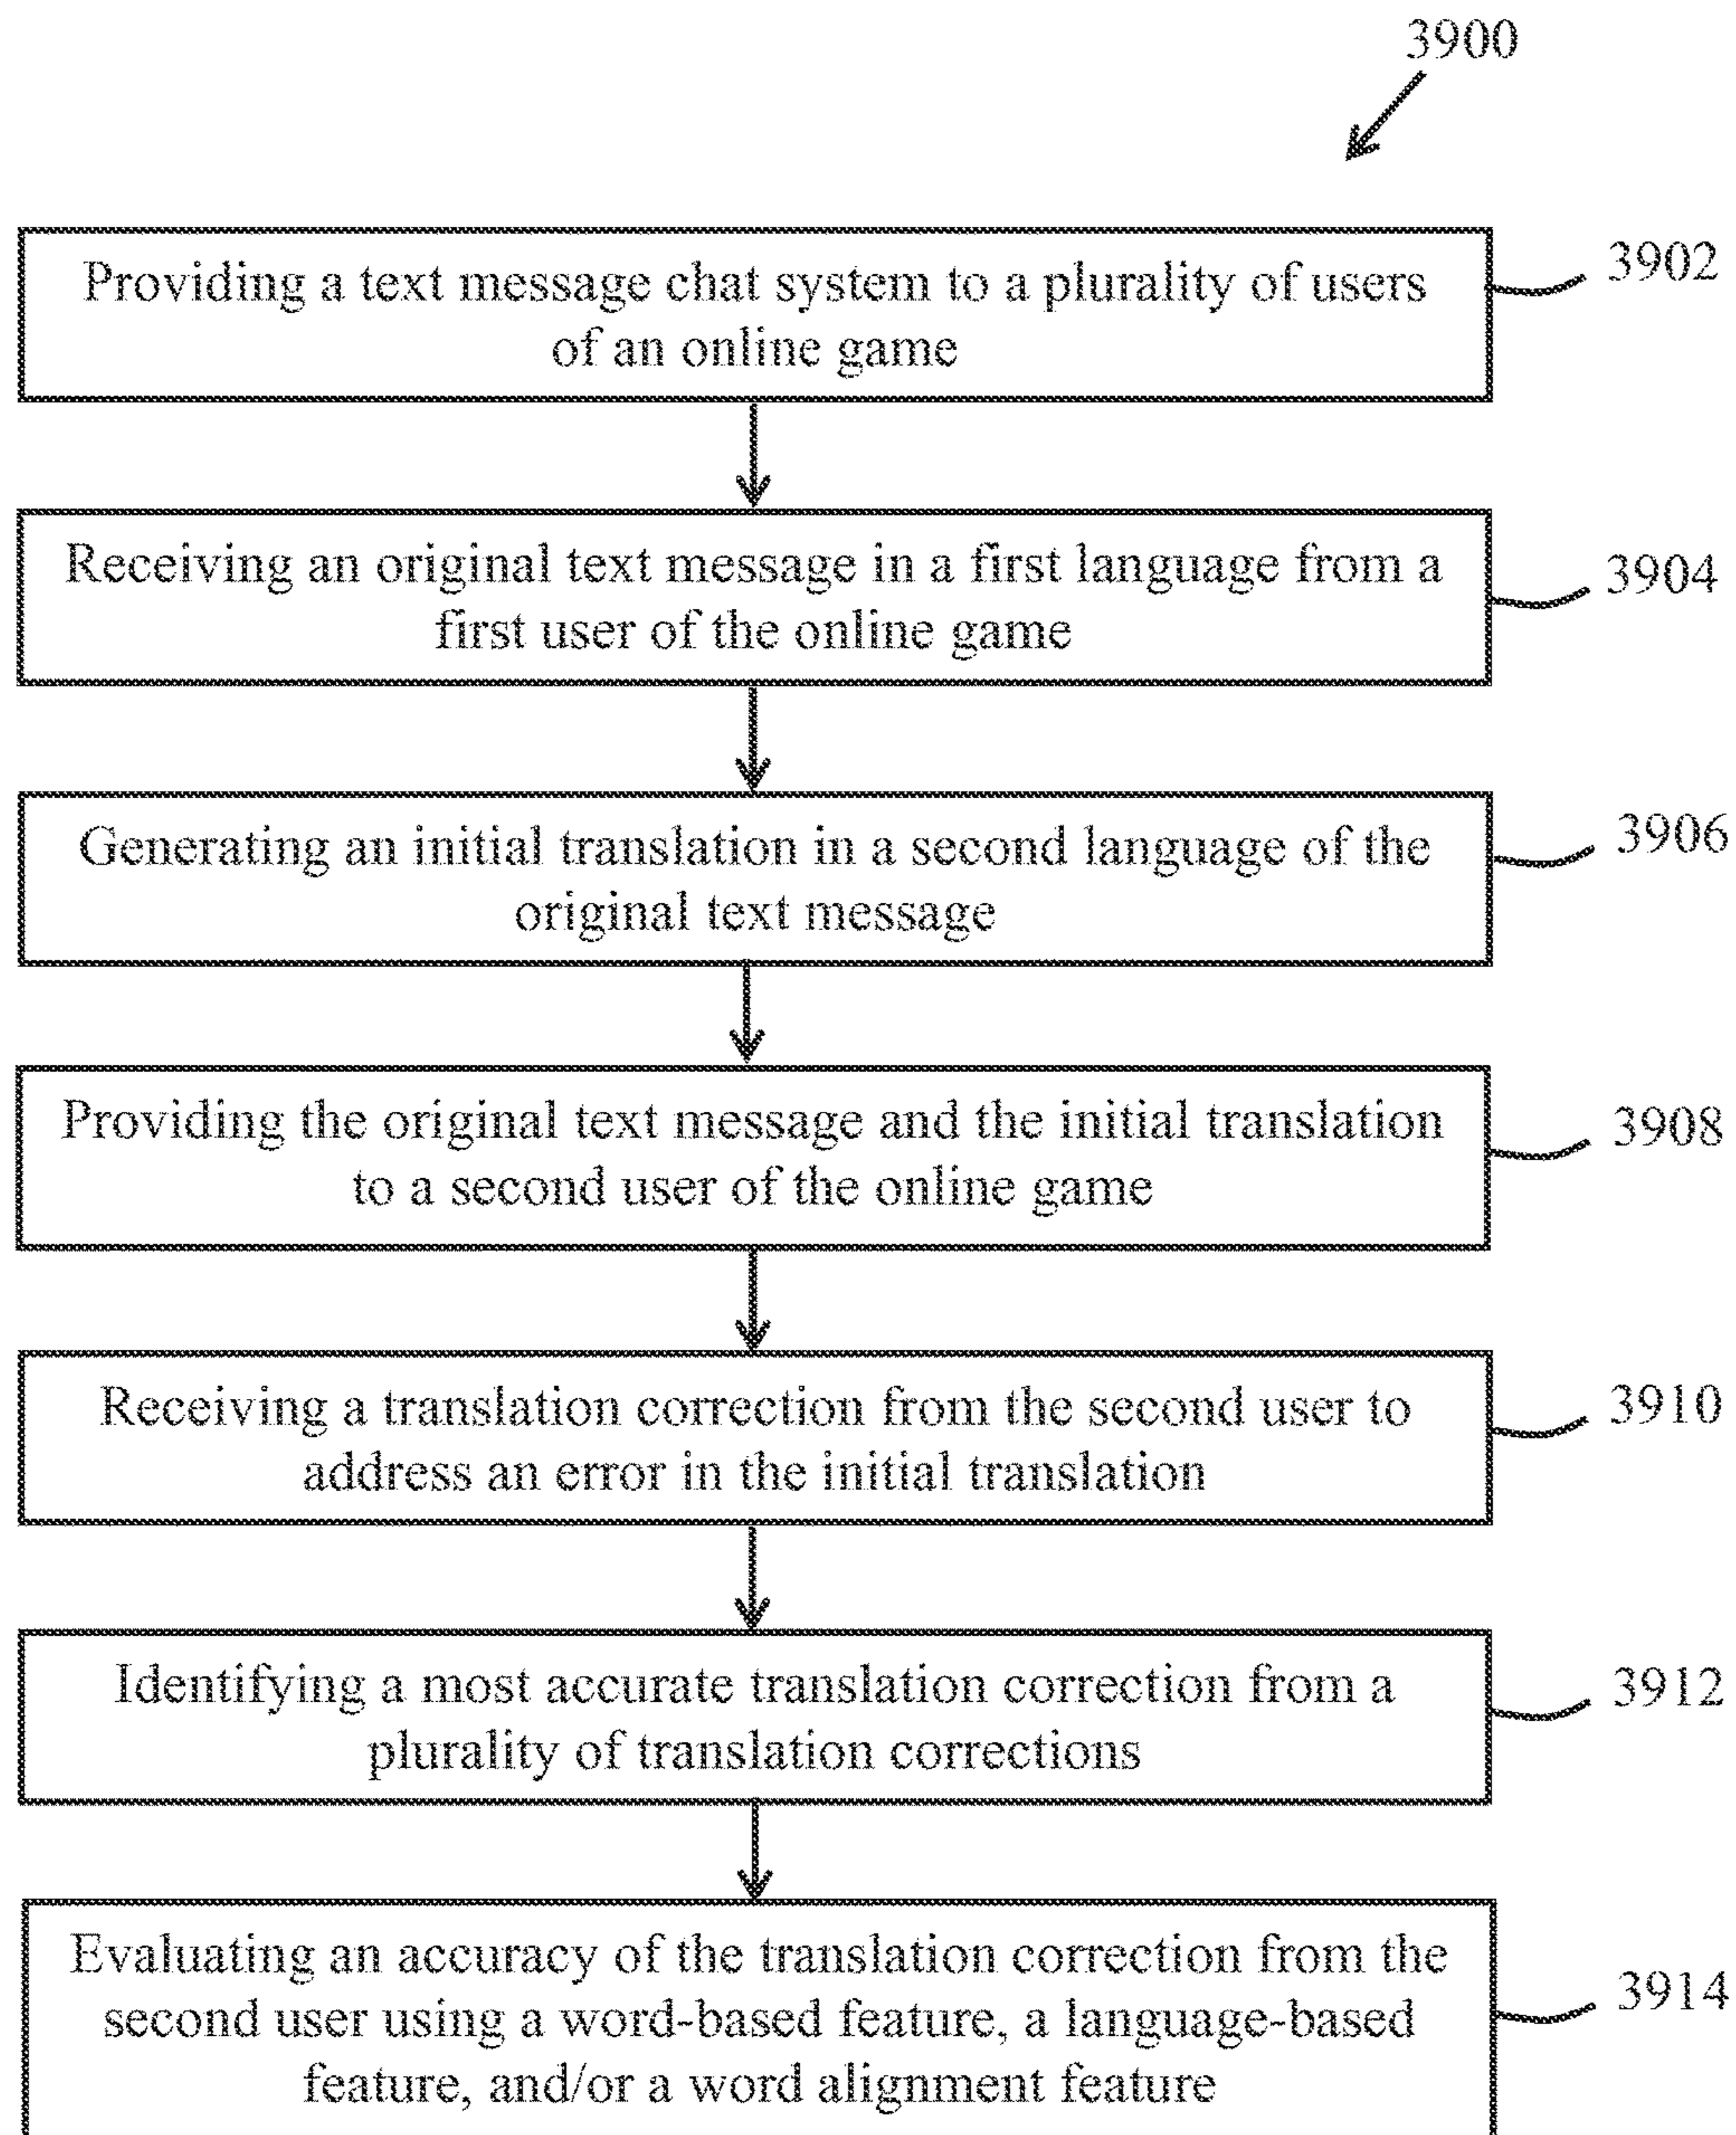 3900
Providing a text message chat system to a plurality of users
of an online game
3902
Receiving an original text message in a first language from a
first user of the online game
3904
Generating an initial translation in a second language of the
original text message
3906
Providing the original text message and the initial translation
to a second user of the online game
3908
Receiving a translation correction from the second user to
address an error in the initial translation
3910
Identifying a most accurate translation correction from a
plurality of translation corrections
3912
Evaluating an accuracy of the translation correction from the
second user using a word-based feature, a language-based
feature, and/or a word alignment feature
3914